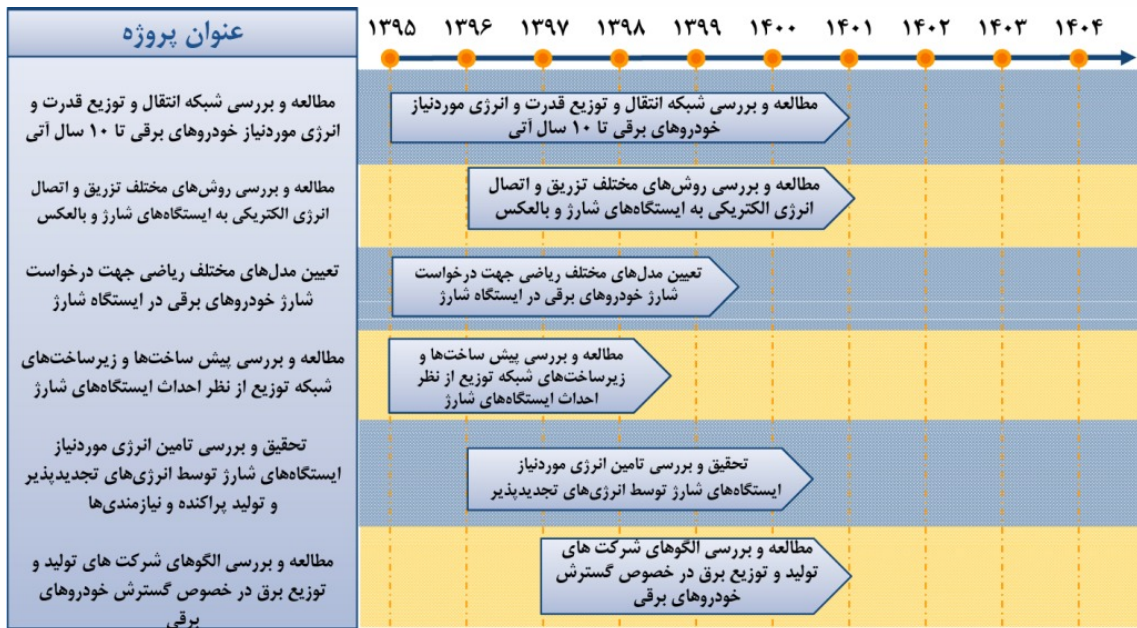 عنوان پروژه
۱۳۹۵ ۱۳۹۶ ۱۳۹۷ ۱۳۹۸ ۱۳۹۹ ۱۴۰۰ ۱۴۰۱ ۱۴۰۲ ۱۴۰۳ ۱۴۰۴
مطالعه و بررسی شبکه انتقال و توزیع قدرت و
انرژی موردنیاز خودروهای برقی تا ۱۰ سال آتی
مطالعه و بررسی شبکه انتقال و توزیع قدرت و انرژی موردنیاز
خودروهای برقی تا ۱۰ سال آتی
مطالعه و بررسی روش‌های مختلف تزریق و اتصال
انرژی الکتریکی به ایستگاه‌های شارژ و بالعکس
مطالعه و بررسی روش‌های مختلف تزریق و اتصال
انرژی الکتریکی به ایستگاه‌های شارژ و بالعکس
تعیین مدل‌های مختلف ریاضی جهت درخواست
شارژ خودروهای برقی در ایستگاه شارژ
تعیین مدل‌های مختلف ریاضی جهت درخواست
شارژ خودروهای برقی در ایستگاه شارژ
مطالعه و بررسی پیش ساخت‌ها و زیرساخت‌های
شبکه توزیع از نظر احداث ایستگاه‌های شارژ
مطالعه و بررسی پیش ساخت‌ها و
زیرساخت‌های شبکه توزیع از نظر
احداث ایستگاه‌های شارژ
تحقیق و بررسی تامین انرژی موردنیاز
ایستگاه‌های شارژ توسط انرژی‌های تجدیدپذیر
و تولید پراکنده و نیازمندی‌ها
تحقیق و بررسی تامین انرژی موردنیاز
ایستگاه‌های شارژ توسط انرژی‌های تجدیدپذیر
مطالعه و بررسی الگوهای شرکت های تولید و
توزیع برق در خصوص گسترش خودروهای
برقی
مطالعه و بررسی الگوهای شرکت های
تولید و توزیع برق در خصوص گسترش
خودروهای برقی